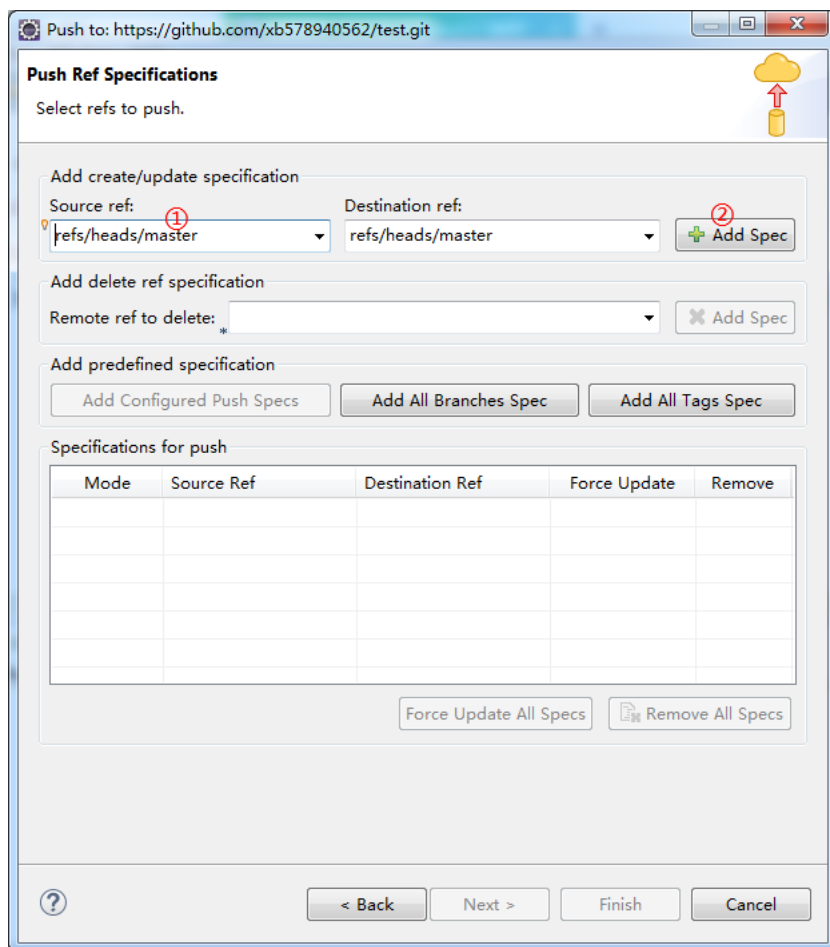 Push to: https://github.com/xb578940562/test.git
Push Ref Specifications
Select refs to push.
Add create/update specification
Source ref: Destination ref:
① ②
refs/heads/master refs/heads/master Add Spec
Add delete ref specification
Remote ref to delete: * Add Spec
Add predefined specification
Add Configured Push Specs Add All Branches Spec Add All Tags Spec
Specifications for push
Mode Source Ref Destination Ref Force Update Remove
Force Update All Specs Remove All Specs
? < Back Next > Finish Cancel